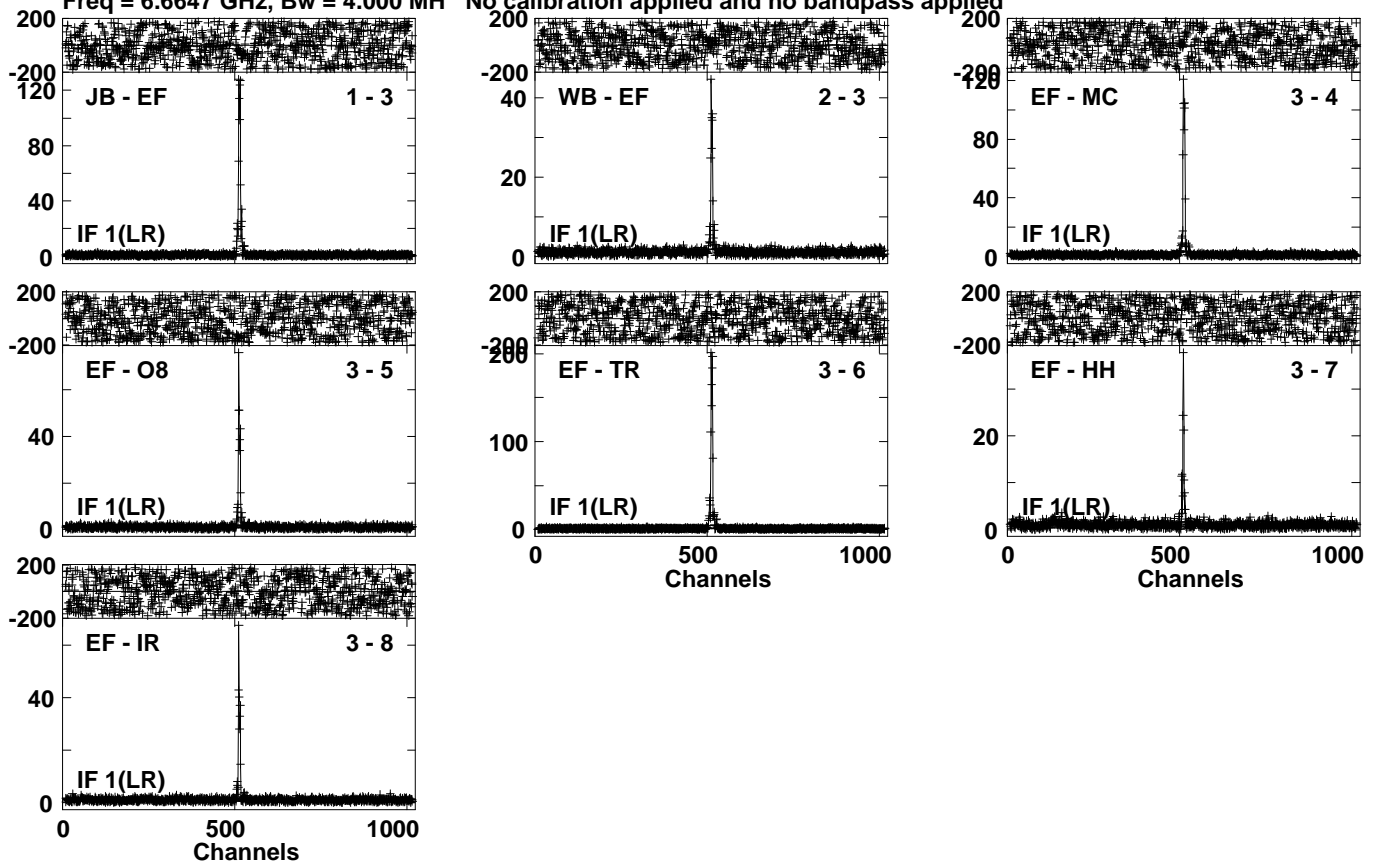 Freq = 6.6647 GHz, Bw = 4.000 MH No calibration applied and no bandpass applied
200 200 200
-200 -200 -200
JB - EF 1 - 3 WB - EF 2 - 3 EF - MC 3 - 4
120 40 120
80 20 80
40 40
IF 1(LR) IF 1(LR) IF 1(LR)
0 0 0
200 200 200
-200 -200 -200
EF - O8 3 - 5 EF - TR 3 - 6 EF - HH 3 - 7
200
40 100 20
IF 1(LR) IF 1(LR) IF 1(LR)
0 0 0
0 500 1000 0 500 1000
Channels Channels
200
-200
EF - IR 3 - 8
40
IF 1(LR)
0
0 500 1000
Channels